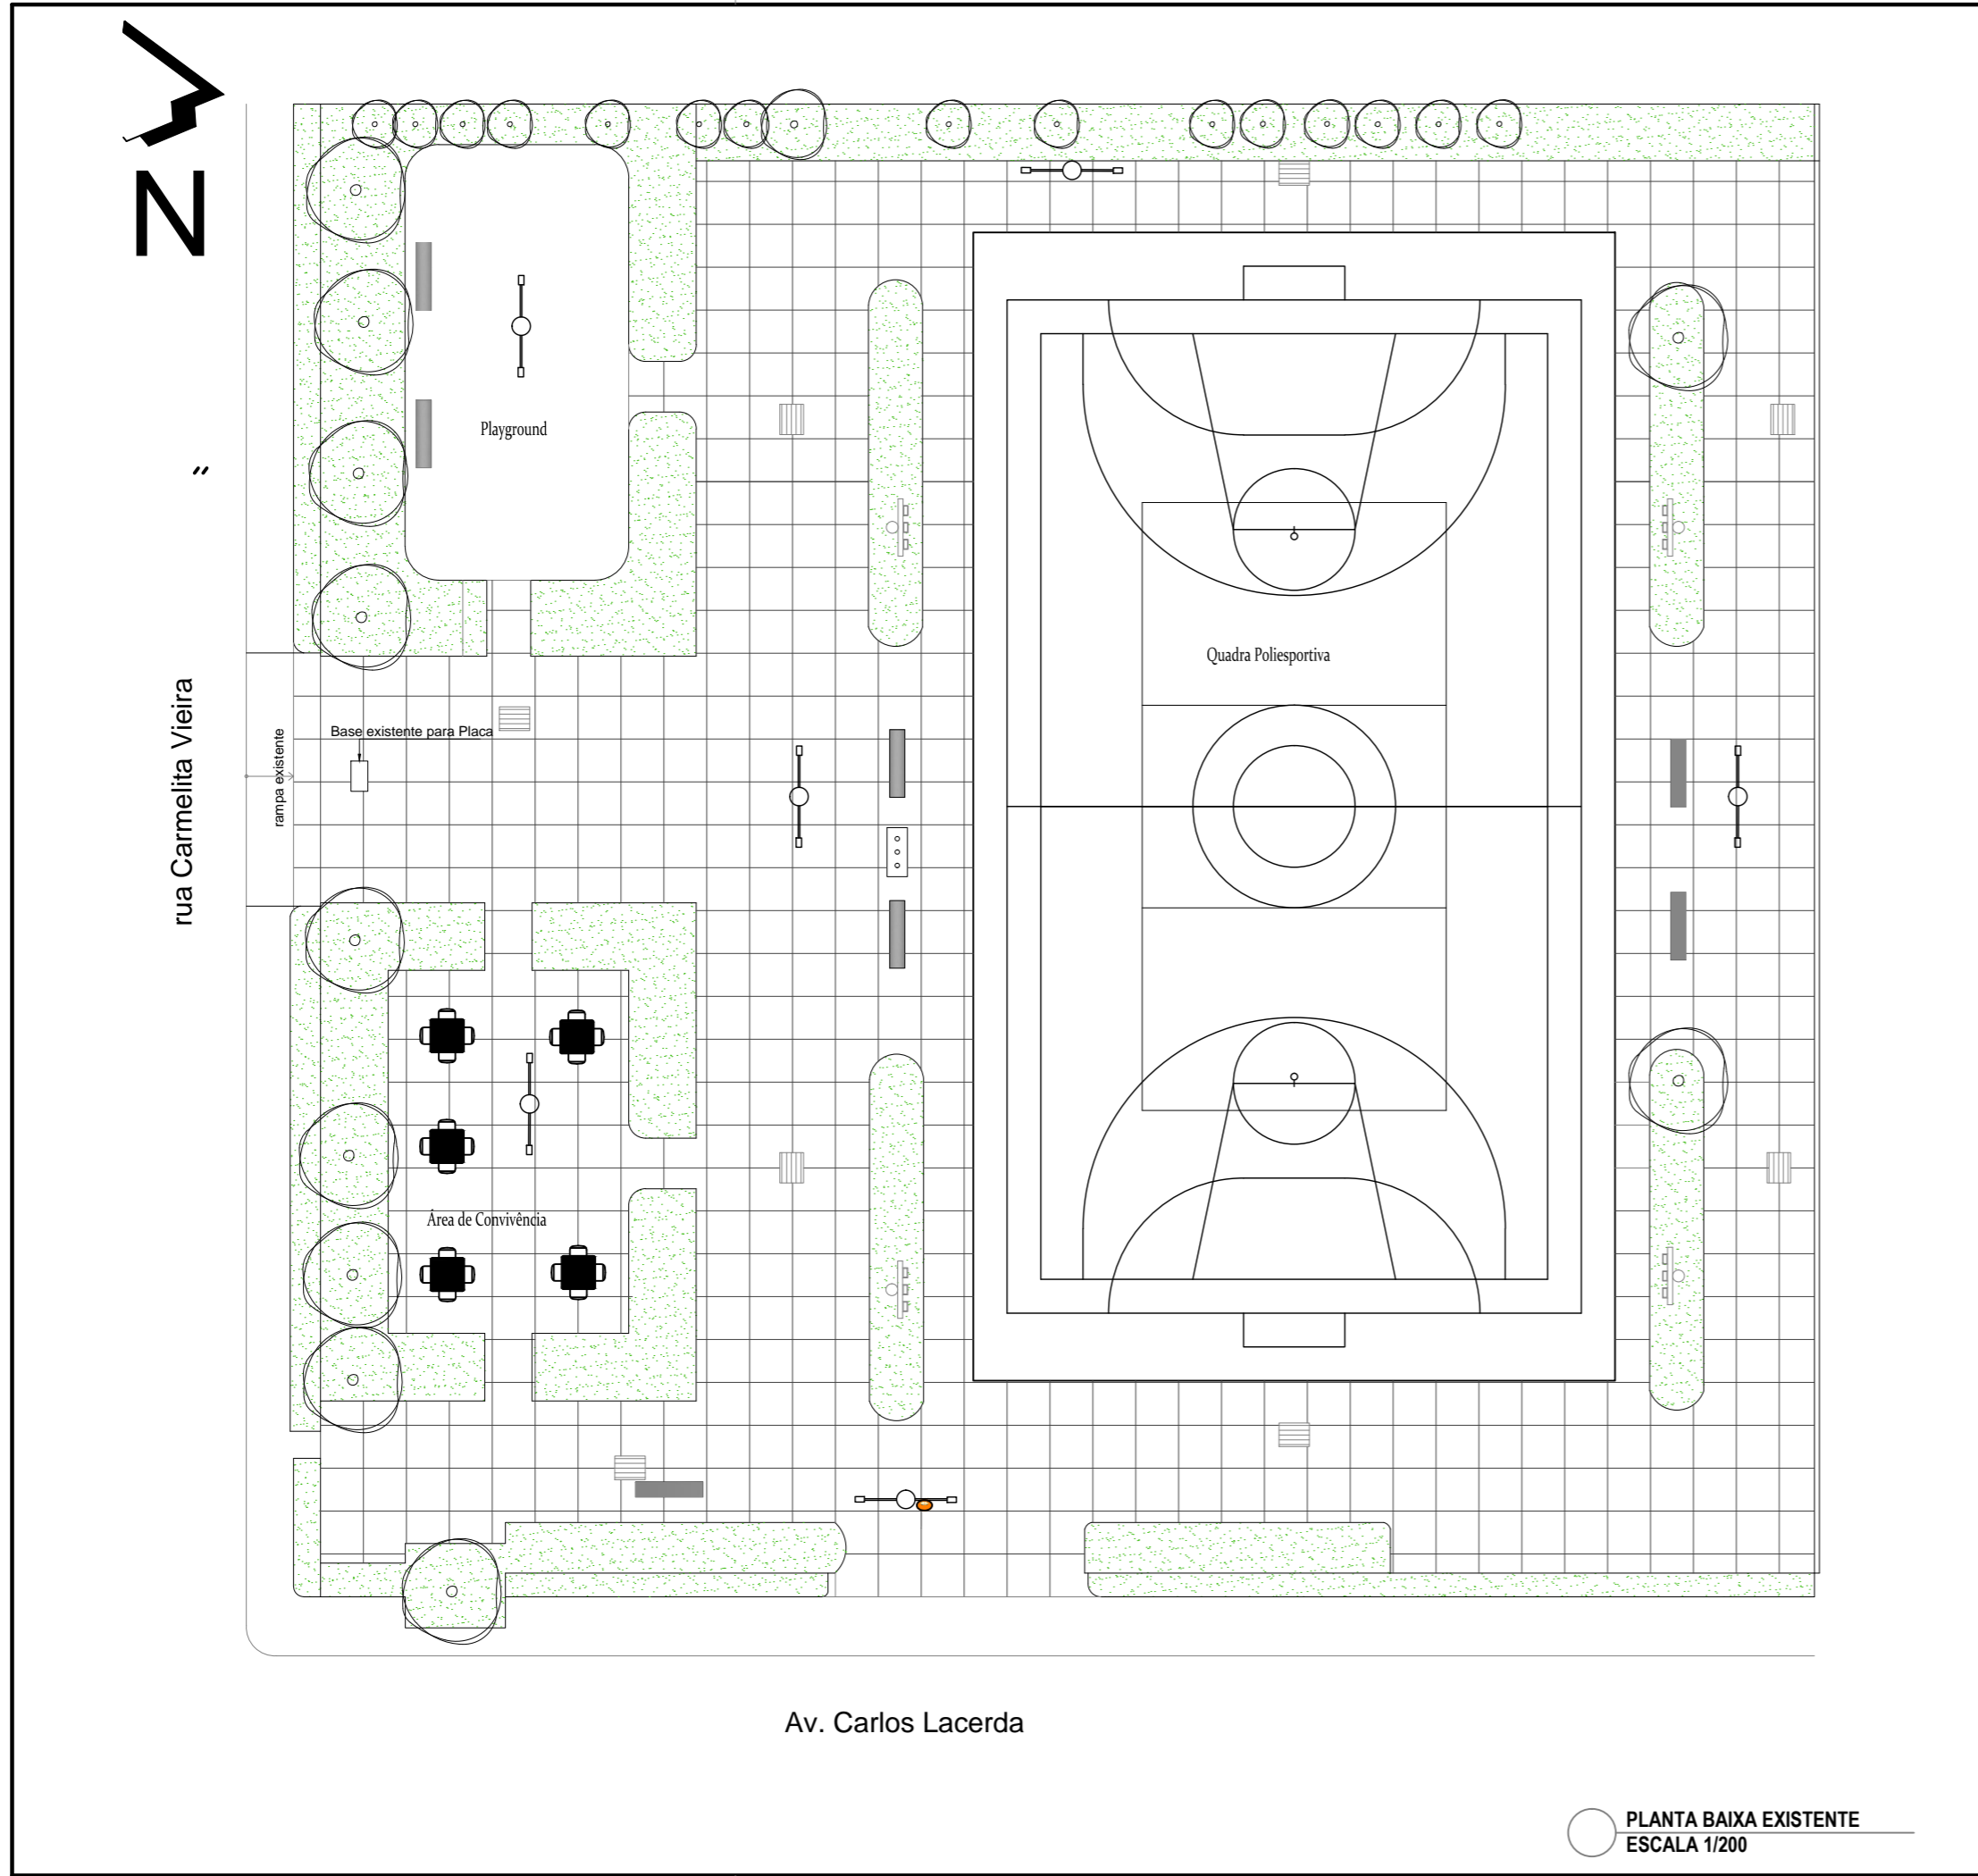 N
Playground
”
Quadra Poliesportiva
rua Carmelita Vieira
rampa existente
Base existente para Placa
Área de Convivência
Av. Carlos Lacerda
PLANTA BAIXA EXISTENTE
ESCALA 1/200